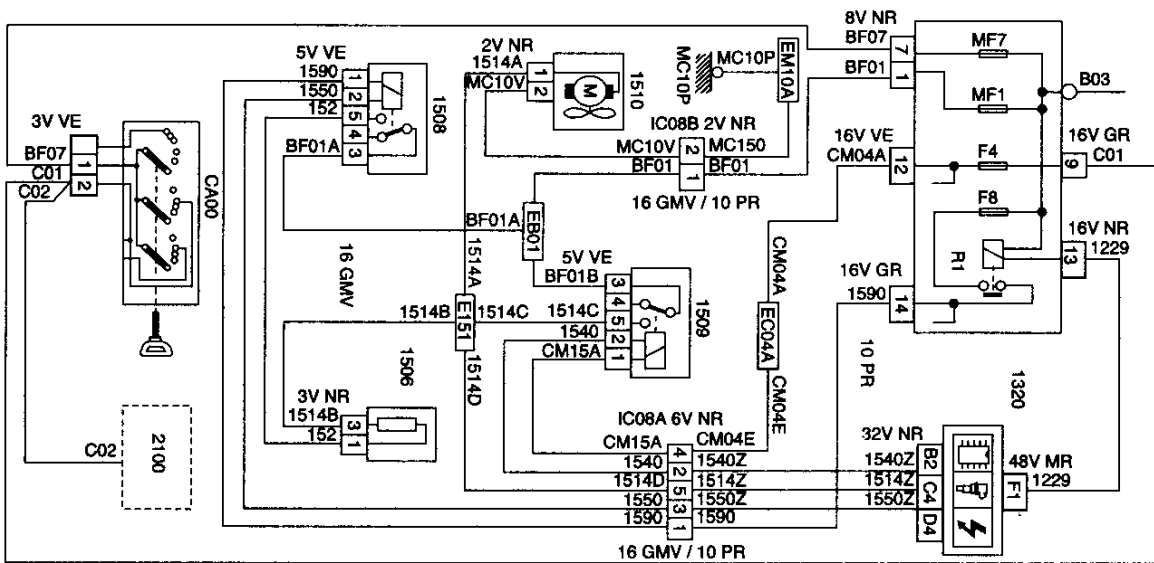 3V VE
BF07
C01
C02
1
2
CA00
C02
2100
5V VE
1590
1550
152
BF01A
1
2
5
4
3
1508
2V NR
1514A
MC10V
1
2
M
1510
MC10P
MC10P
EM10A
IC08B 2V NR
MC10V
BF01
2
1
MC150
BF01
16 GMV / 10 PR
BF01A
EB01
16 GMV
1514A
1514B
E151
1514C
1514D
5V VE
BF01B
1514C
1540
CM15A
3
4
5
2
1
1509
CM04A
EC04A
CM04E
1506
3V NR
1514B
152
3
1
IC08A 6V NR
CM15A
1540
1514D
1550
1590
4
2
5
3
1
CM04E
1540Z
1514Z
1550Z
1590
16 GMV / 10 PR
8V NR
BF07
BF01
7
1
MF7
MF1
B03
16V VE
CM04A
12
F4
F8
16V GR
9
C01
16V NR
13
1229
R1
16V GR
1590
14
10 PR
1320
32V NR
1540Z
1514Z
1550Z
B2
C4
D4
48V MR
F1
1229